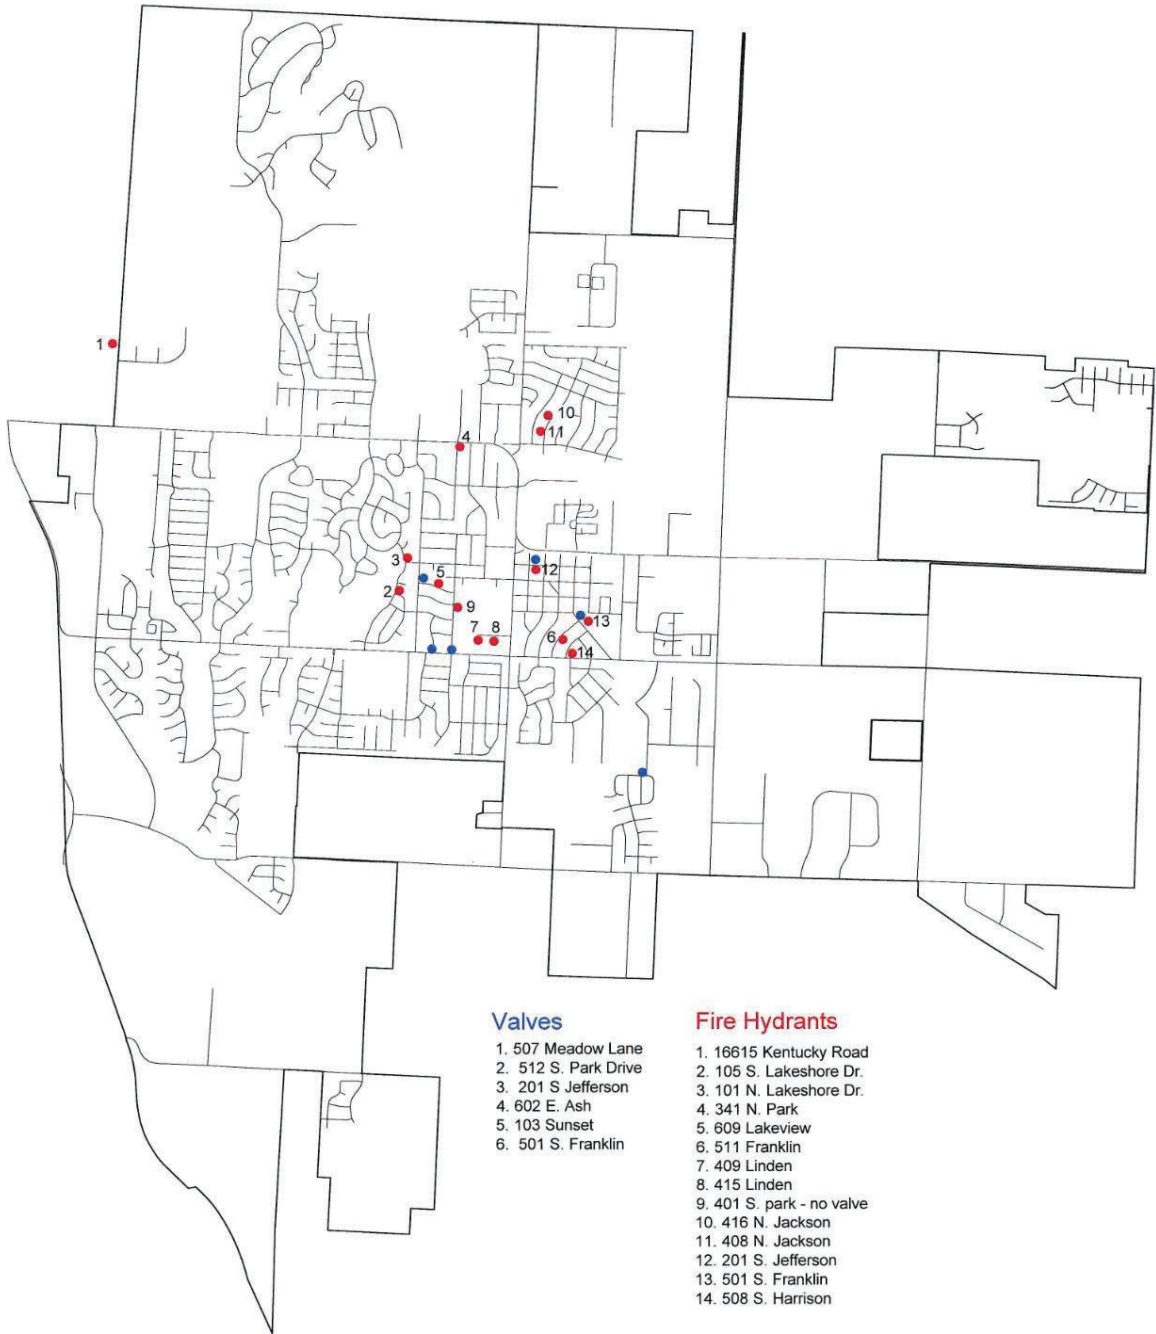 1
10
11
4
3
12
5
2
9
13
7
8
6
14
Valves
1. 507 Meadow Lane
2. 512 S. Park Drive
3. 201 S Jefferson
4. 602 E. Ash
5. 103 Sunset
6. 501 S. Franklin
Fire Hydrants
1. 16615 Kentucky Road
2. 105 S. Lakeshore Dr.
3. 101 N. Lakeshore Dr.
4. 341 N. Park
5. 609 Lakeview
6. 511 Franklin
7. 409 Linden
8. 415 Linden
9. 401 S. park - no valve
10. 416 N. Jackson
11. 408 N. Jackson
12. 201 S. Jefferson
13. 501 S. Franklin
14. 508 S. Harrison